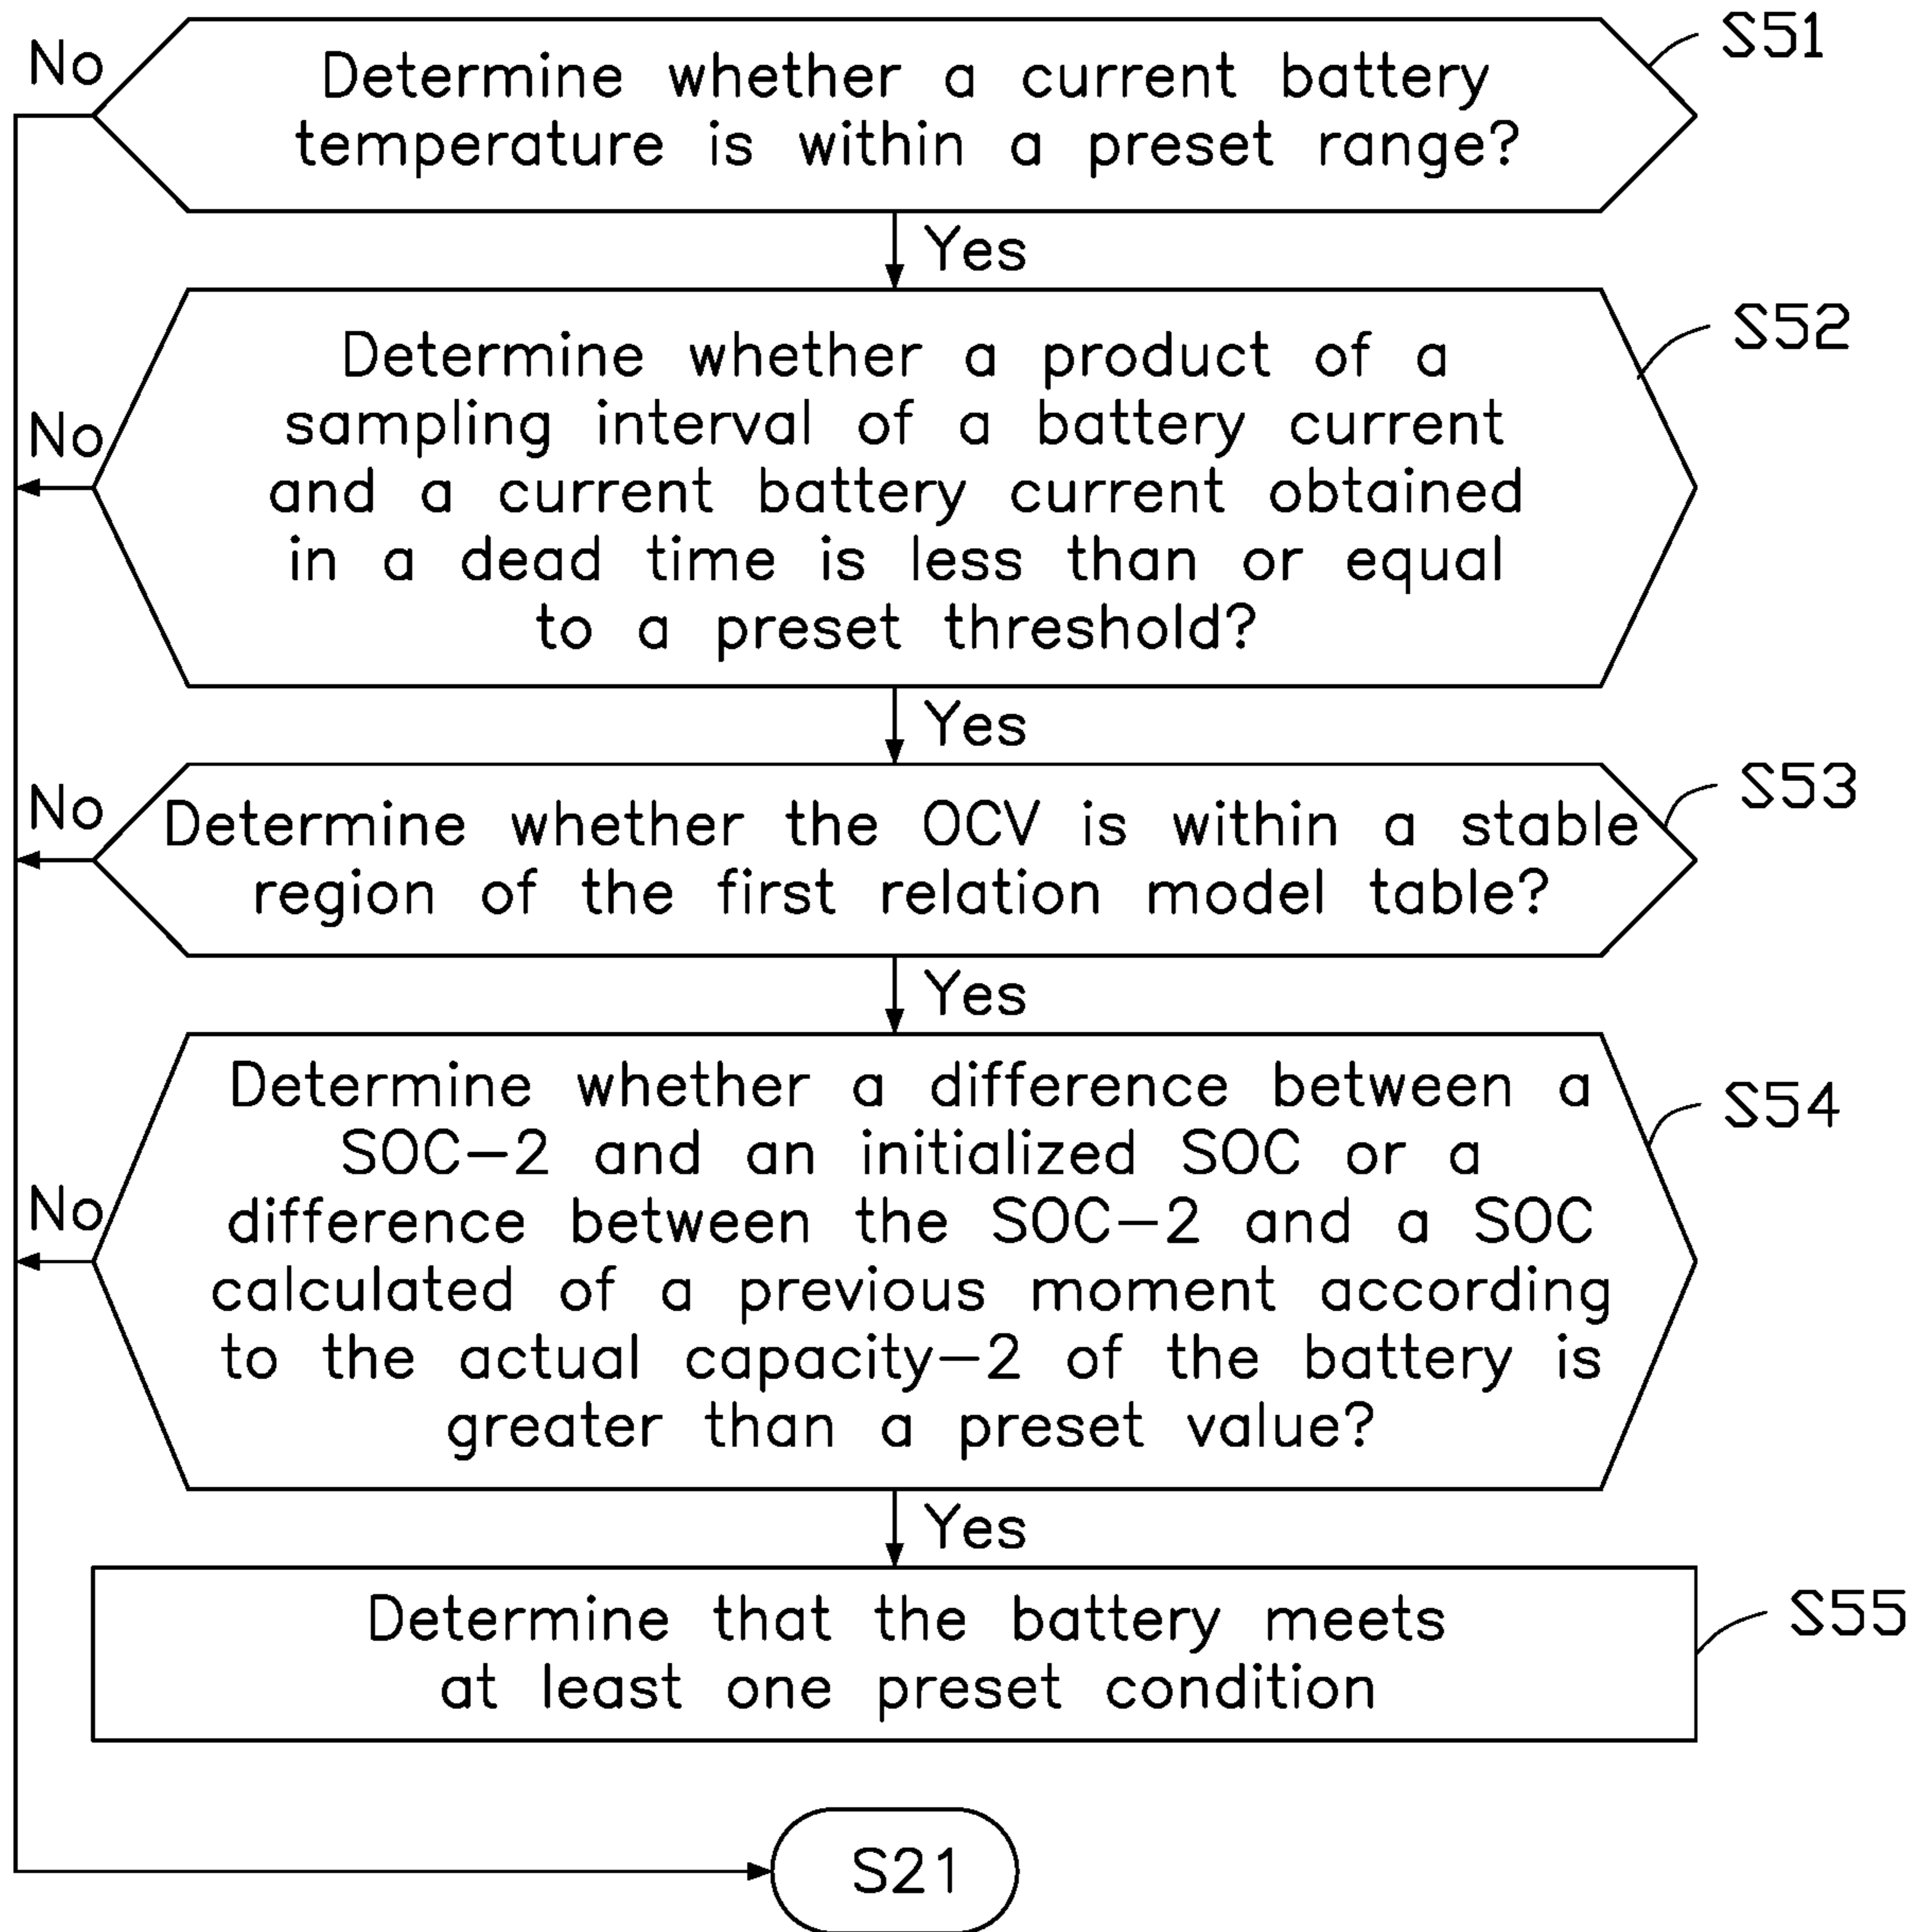 No
S51
Determine whether a current battery
temperature is within a preset range?
Yes
S52
Determine whether a product of a
sampling interval of a battery current
No
and a current battery current obtained
in a dead time is less than or equal
to a preset threshold?
Yes
S53
No
Determine whether the OCV is within a stable
region of the first relation model table?
Yes
Determine whether a difference between a
S54
SOC-2 and an initialized SOC or a
No
difference between the SOC-2 and a SOC
calculated of a previous moment according
to the actual capacity-2 of the battery is
greater than a preset value?
Yes
Determine that the battery meets
S55
at least one preset condition
S21